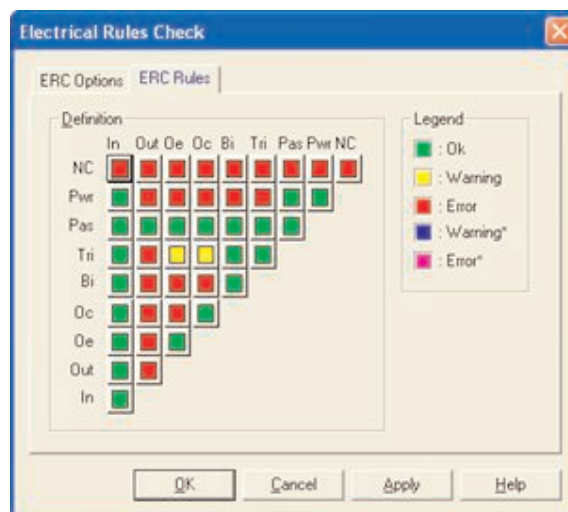 Electrical Rules Check
ERC Options ERC Rules
Definition
In Out Oe Oc Bi Tri Pas Pwr NC
NC
Pwr
Pas
Tri
Bi
Oc
Oe
Out
In
Legend
: Ok
: Warning
: Error
: Warning*
: Error*
OK Cancel Apply Help